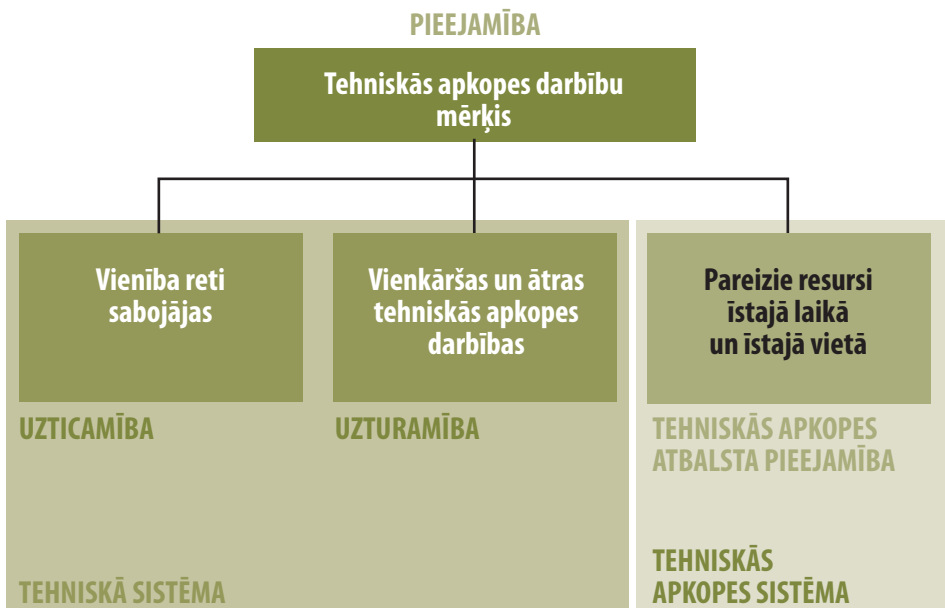 PIEEJAMĪBA
Tehniskās apkopes darbību
mērķis
Vienība reti
sabojājas
Vienkāršas un ātras
tehniskās apkopes
darbības
Pareizie resursi
īstajā laikā
un īstajā vietā
UZTICAMĪBA
UZTURAMĪBA
TEHNISKĀS APKOPES
ATBALSTA PIEEJAMĪBA
TEHNISKĀ SISTĒMA
TEHNISKĀS
APKOPES SISTĒMA